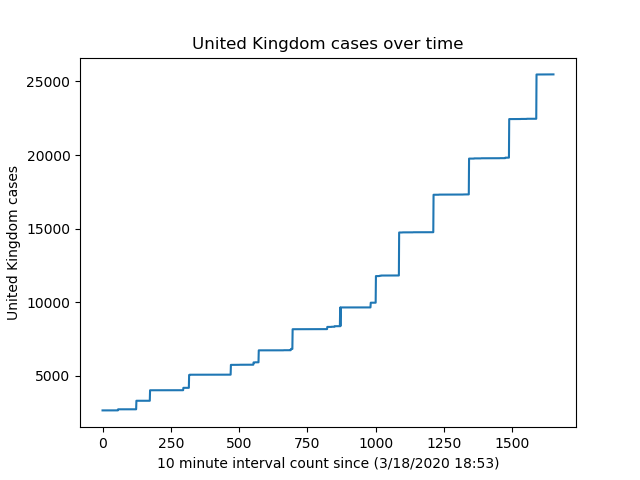 United Kingdom cases over time
25000
20000
15000
10000
5000
United Kingdom cases
0 250 500 750 1000 1250 1500
10 minute interval count since (3/18/2020 18:53)